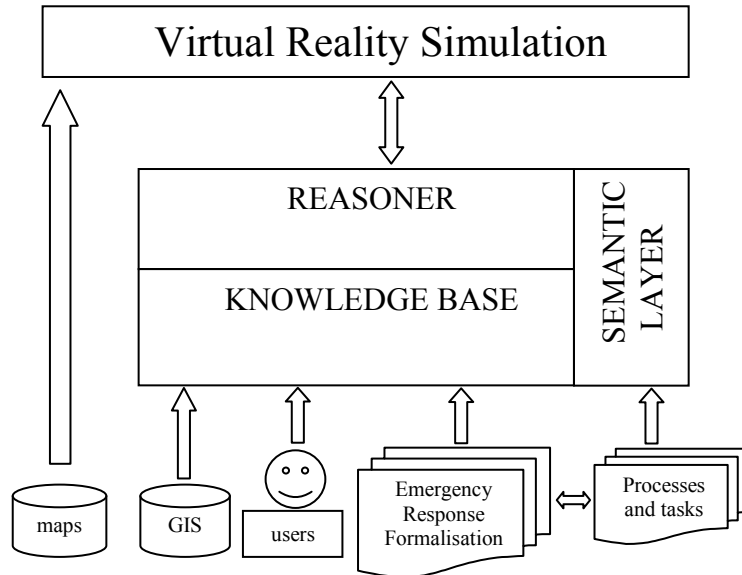 Virtual Reality Simulation
REASONER
KNOWLEDGE BASE
SEMANTIC
LAYER
maps
GIS
users
Emergency
Response
Formalisation
Processes
and tasks